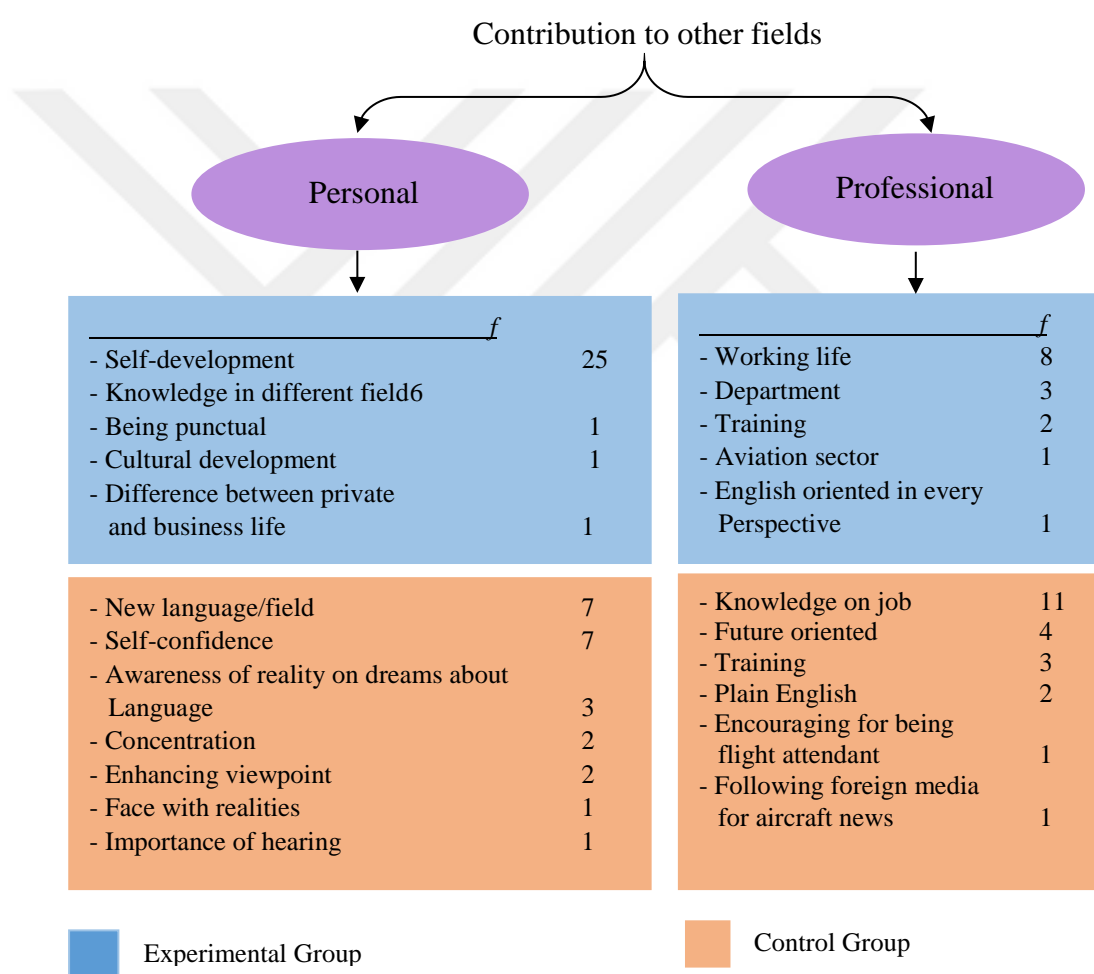 Contribution to other fields
Personal
Professional
f
- Self-development 25
- Knowledge in different field6
- Being punctual 1
- Cultural development 1
- Difference between private
and business life 1
f
- Working life 8
- Department 3
- Training 2
- Aviation sector 1
- English oriented in every
Perspective 1
- New language/field 7
- Self-confidence 7
- Awareness of reality on dreams about
Language 3
- Concentration 2
- Enhancing viewpoint 2
- Face with realities 1
- Importance of hearing 1
- Knowledge on job 11
- Future oriented 4
- Training 3
- Plain English 2
- Encouraging for being
flight attendant 1
- Following foreign media
for aircraft news 1
Experimental Group
Control Group